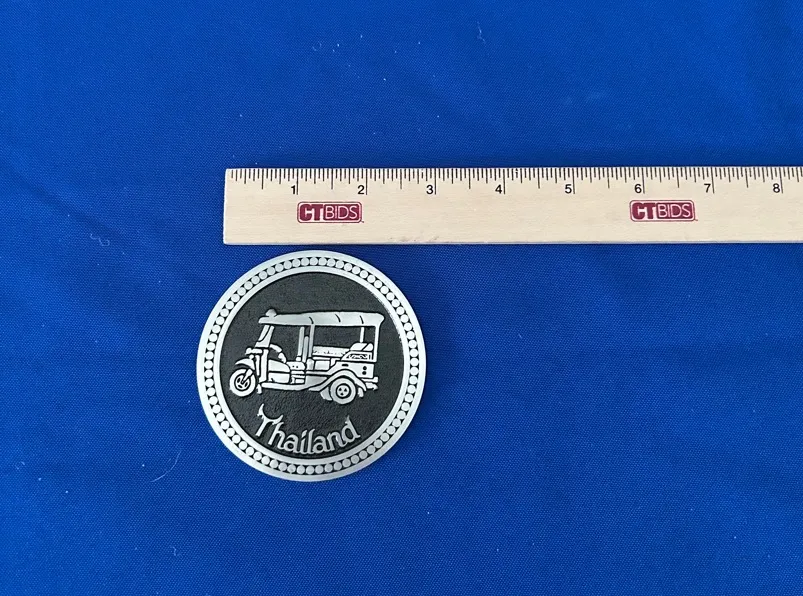 1 2 3 4 5 6 7 8
CTBIDS CTBIDS
Thailand